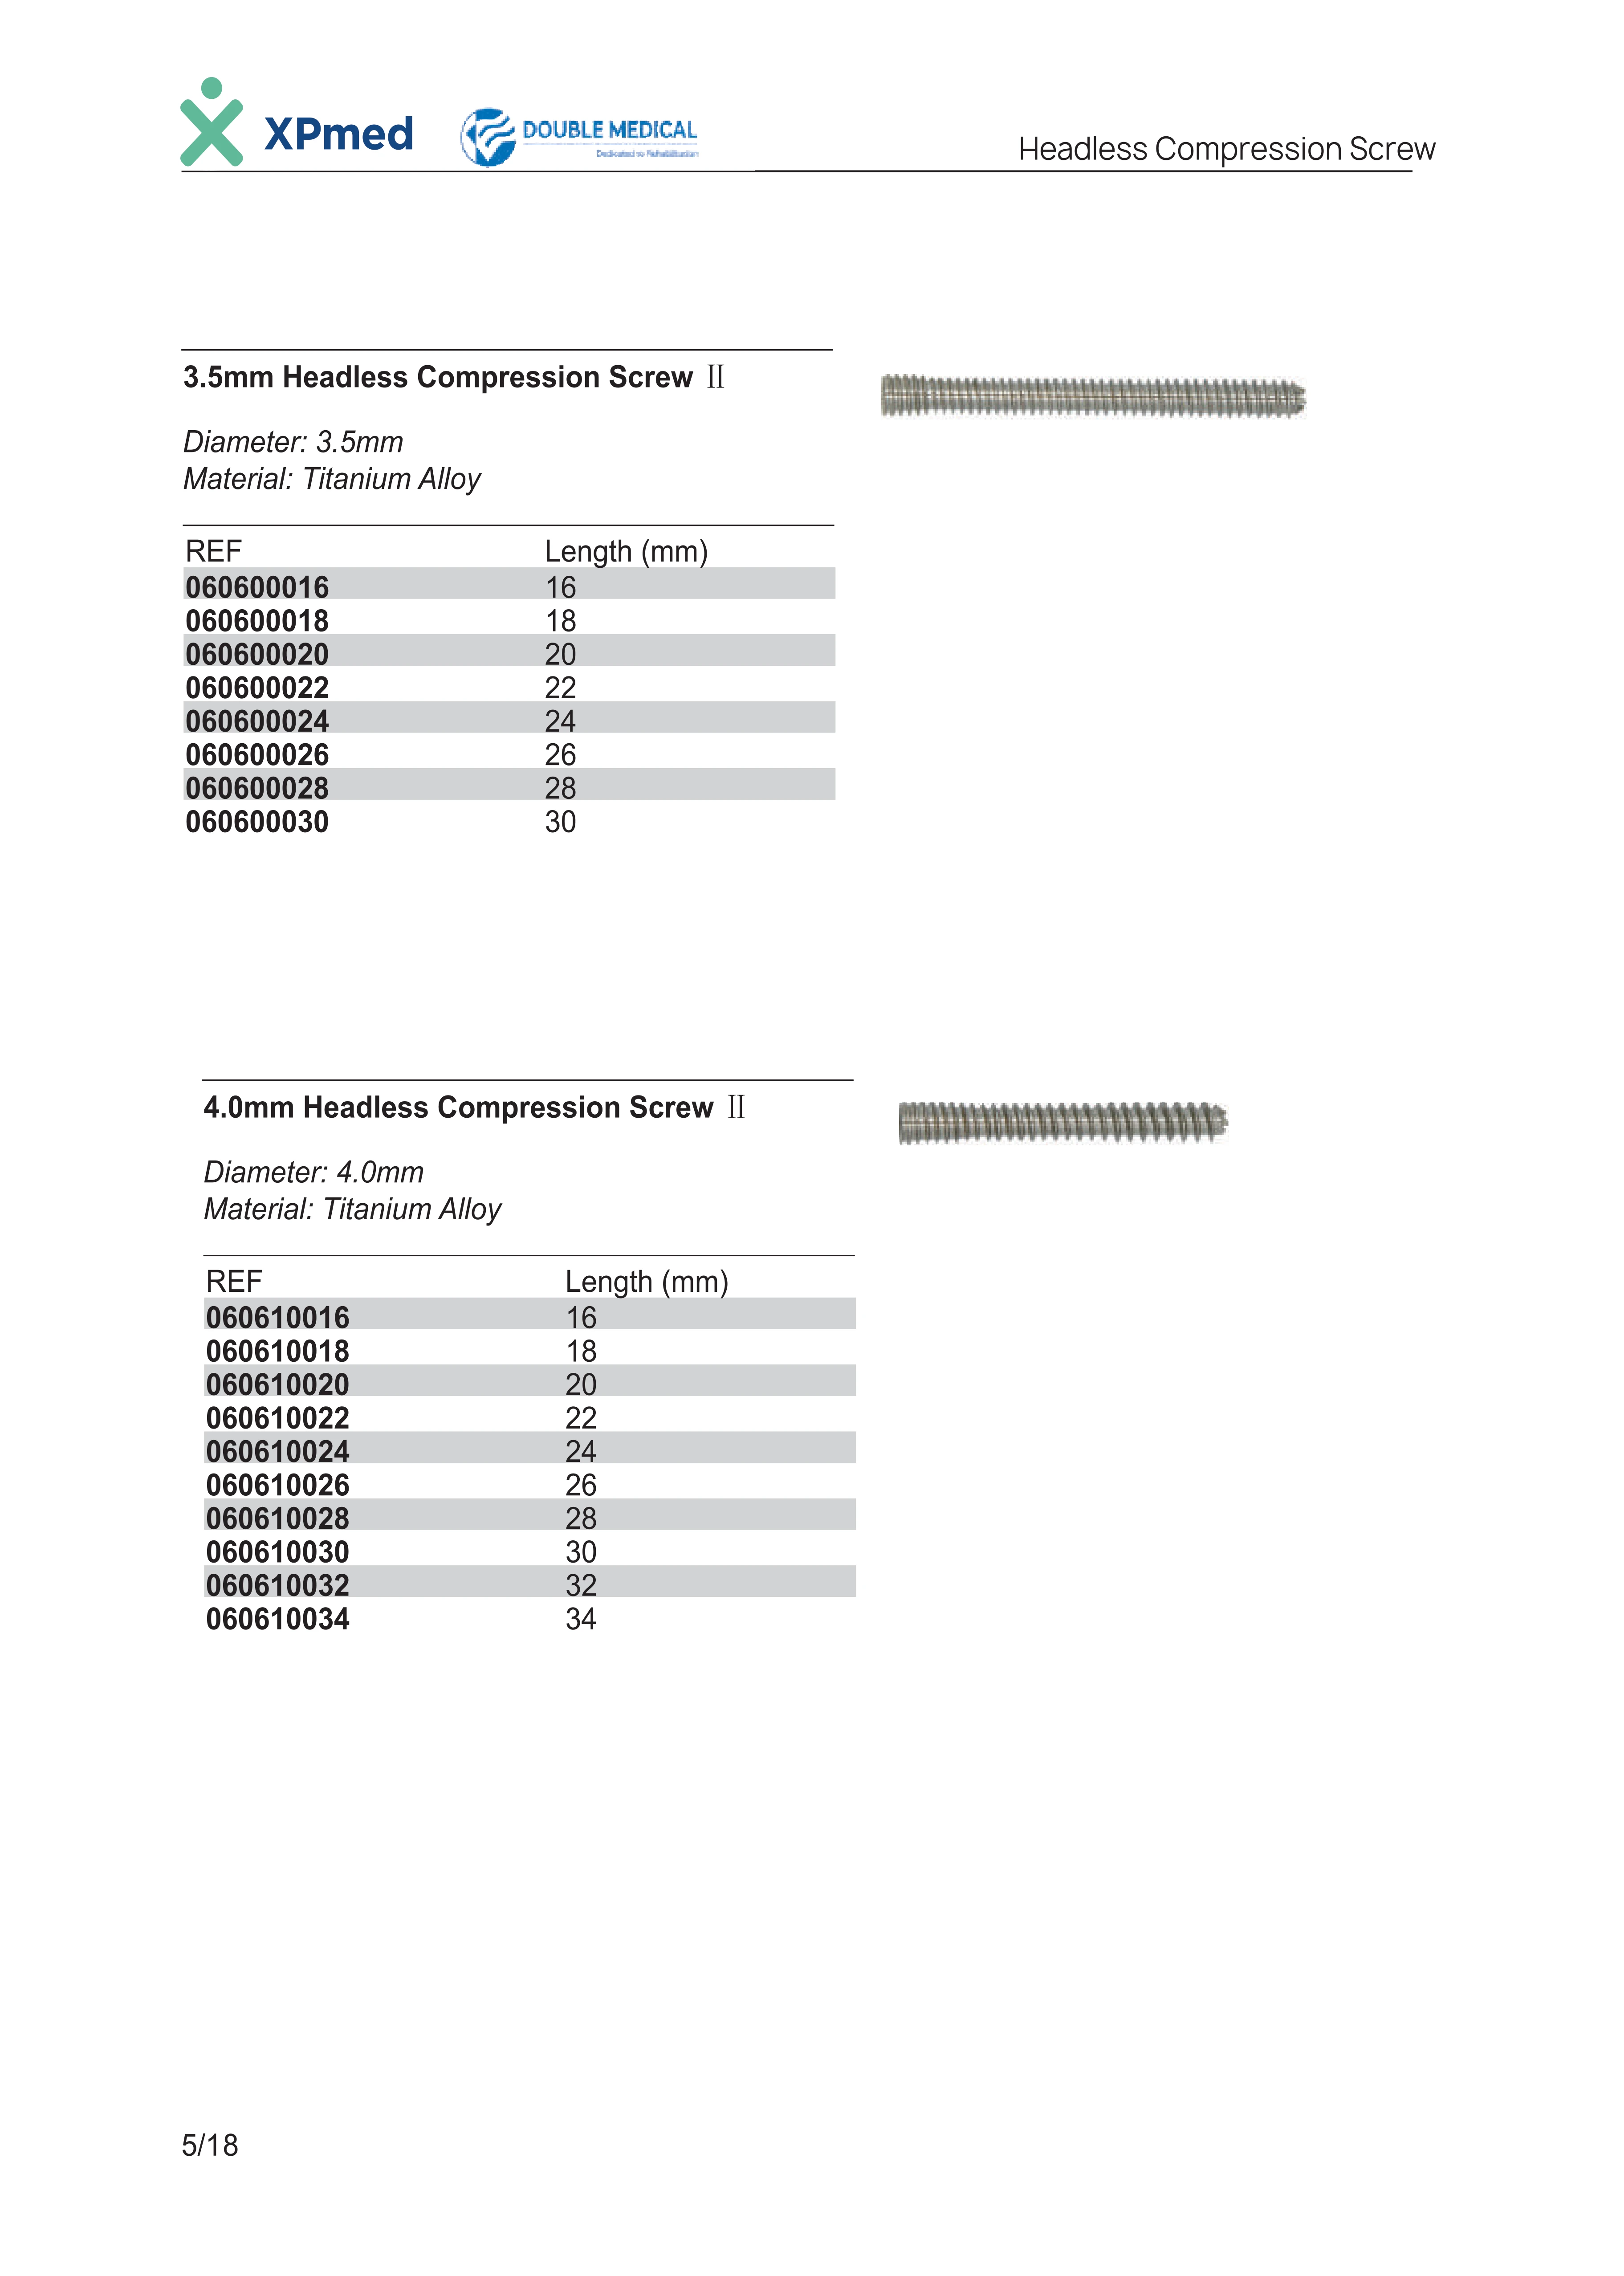 XPmed
DOUBLE MEDICAL
Dedicated to Rehabilitation
Headless Compression Screw
3.5mm Headless Compression Screw Ⅱ
Diameter: 3.5mm
Material: Titanium Alloy
REF Length (mm)
060600016 16
060600018 18
060600020 20
060600022 22
060600024 24
060600026 26
060600028 28
060600030 30
4.0mm Headless Compression Screw Ⅱ
Diameter: 4.0mm
Material: Titanium Alloy
REF Length (mm)
060610016 16
060610018 18
060610020 20
060610022 22
060610024 24
060610026 26
060610028 28
060610030 30
060610032 32
060610034 34
5/18